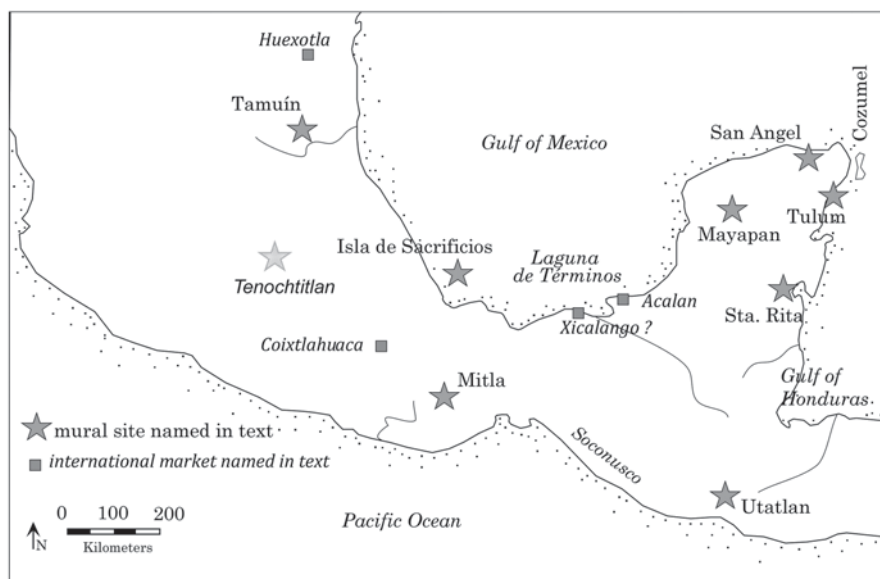 Huexotla
Tamuín
Gulf of Mexico
San Angel
Cozumel
Mayapan
Tulum
Isla de Sacrificios
Laguna
de Términos
Tenochtitlan
Acalan
Xicalango ?
Sta. Rita
Coixtlahuaca
Mitla
Gulf of
Honduras
mural site named in text
international market named in text
Soconusco
Utatlan
0 100 200
Kilometers
N
Pacific Ocean